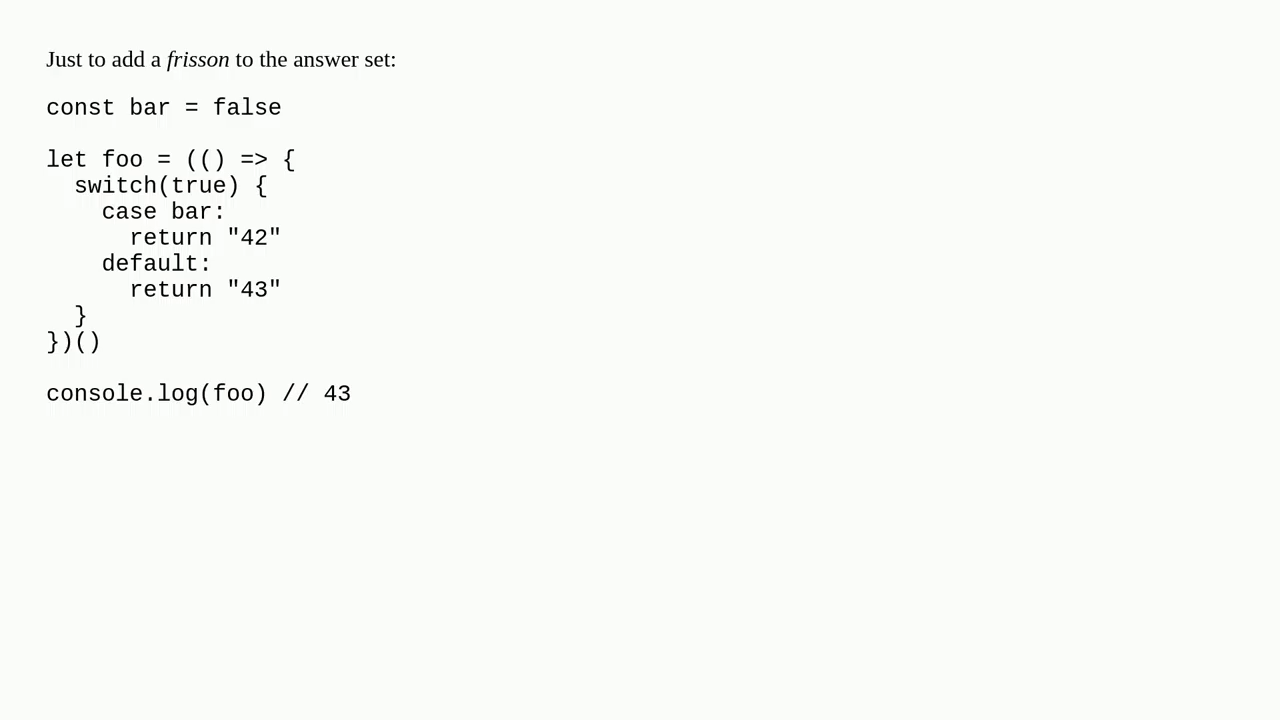 Just to add a frisson to the answer set:
const bar = false
let foo = (() => {
  switch(true) {
    case bar:
      return "42"
    default:
      return "43"
  }
})()
console.log(foo) // 43